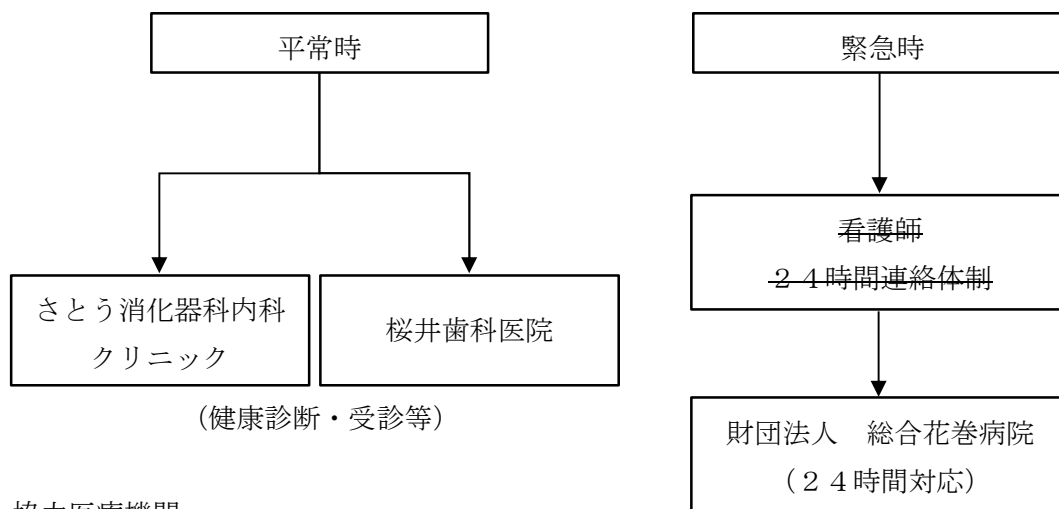 平常時
さとう消化器科内科
クリニック
桜井歯科医院
（健康診断・受診等）
緊急時
看護師
２４時間連絡体制
財団法人　総合花巻病院
（２４時間対応）
協力医療機関